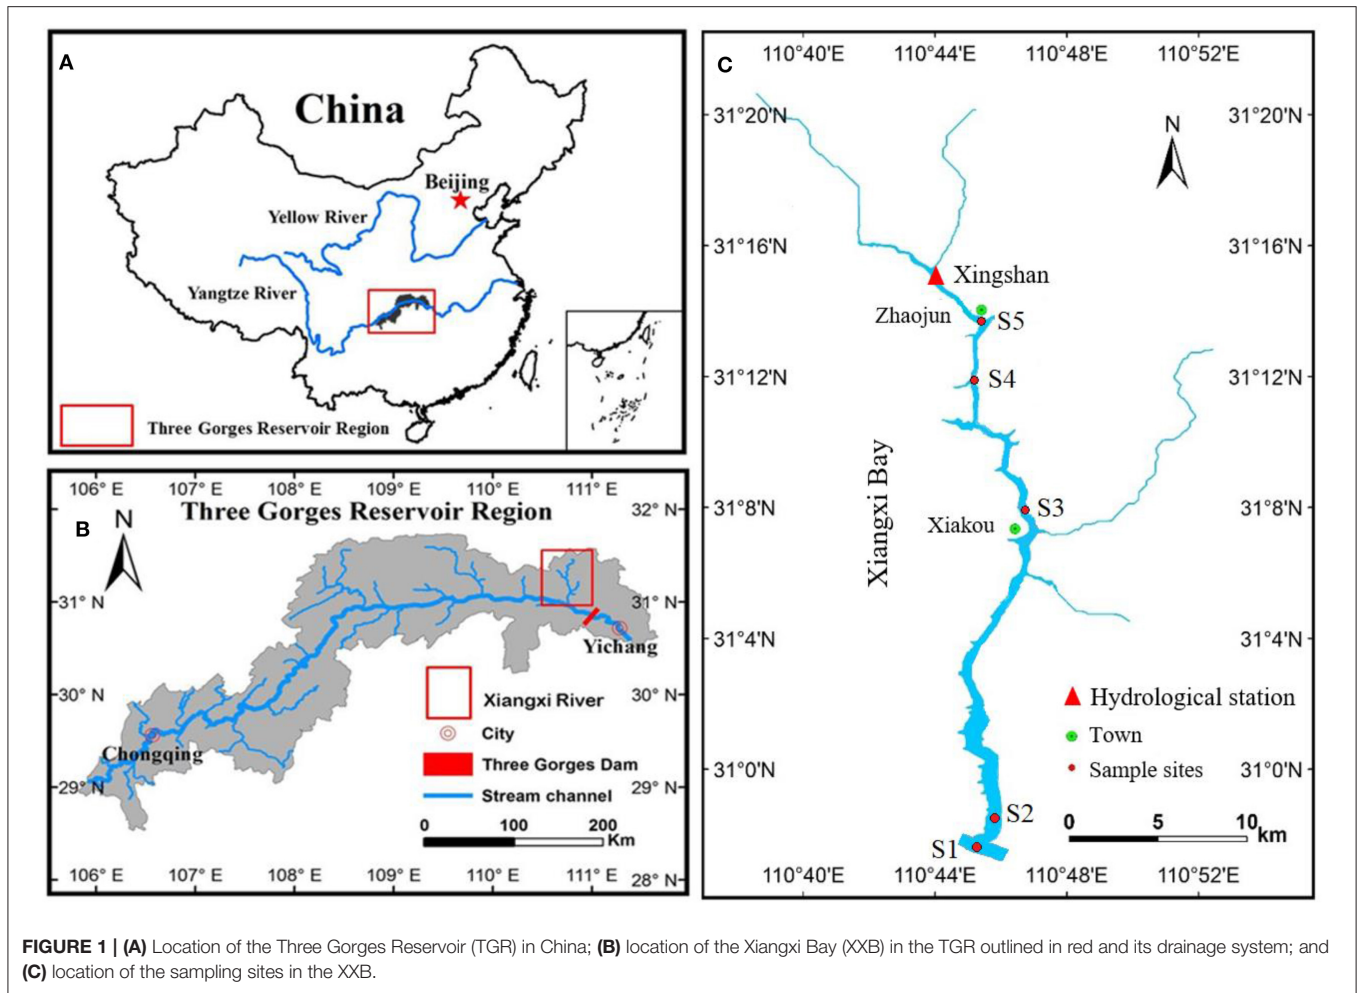 A
China
Beijing
Yellow River
Yangtze River
Three Gorges Reservoir Region
B
106° E 107° E 108° E 109° E 110° E 111° E
Three Gorges Reservoir Region
32° N
N
31° N
31° N
Yichang
30° N
30° N
Xiangxi River
City
Chongqing
Three Gorges Dam
29° N
29° N
Stream channel
0 100 200
Km
106° E 107° E 108° E 109° E 110° E 111° E
28° N
C
110°40'E 110°44'E 110°48'E 110°52'E
31°20'N 31°20'N
N
31°16'N 31°16'N
Xingshan
Zhaojun
S5
31°12'N 31°12'N
S4
Xiangxi Bay
31°8'N 31°8'N
S3
Xiakou
31°4'N 31°4'N
Hydrological station
Town
31°0'N 31°0'N
Sample sites
S2
0 5 10
km
S1
110°40'E 110°44'E 110°48'E 110°52'E
FIGURE 1 | (A) Location of the Three Gorges Reservoir (TGR) in China; (B) location of the Xiangxi Bay (XXB) in the TGR outlined in red and its drainage system; and
(C) location of the sampling sites in the XXB.